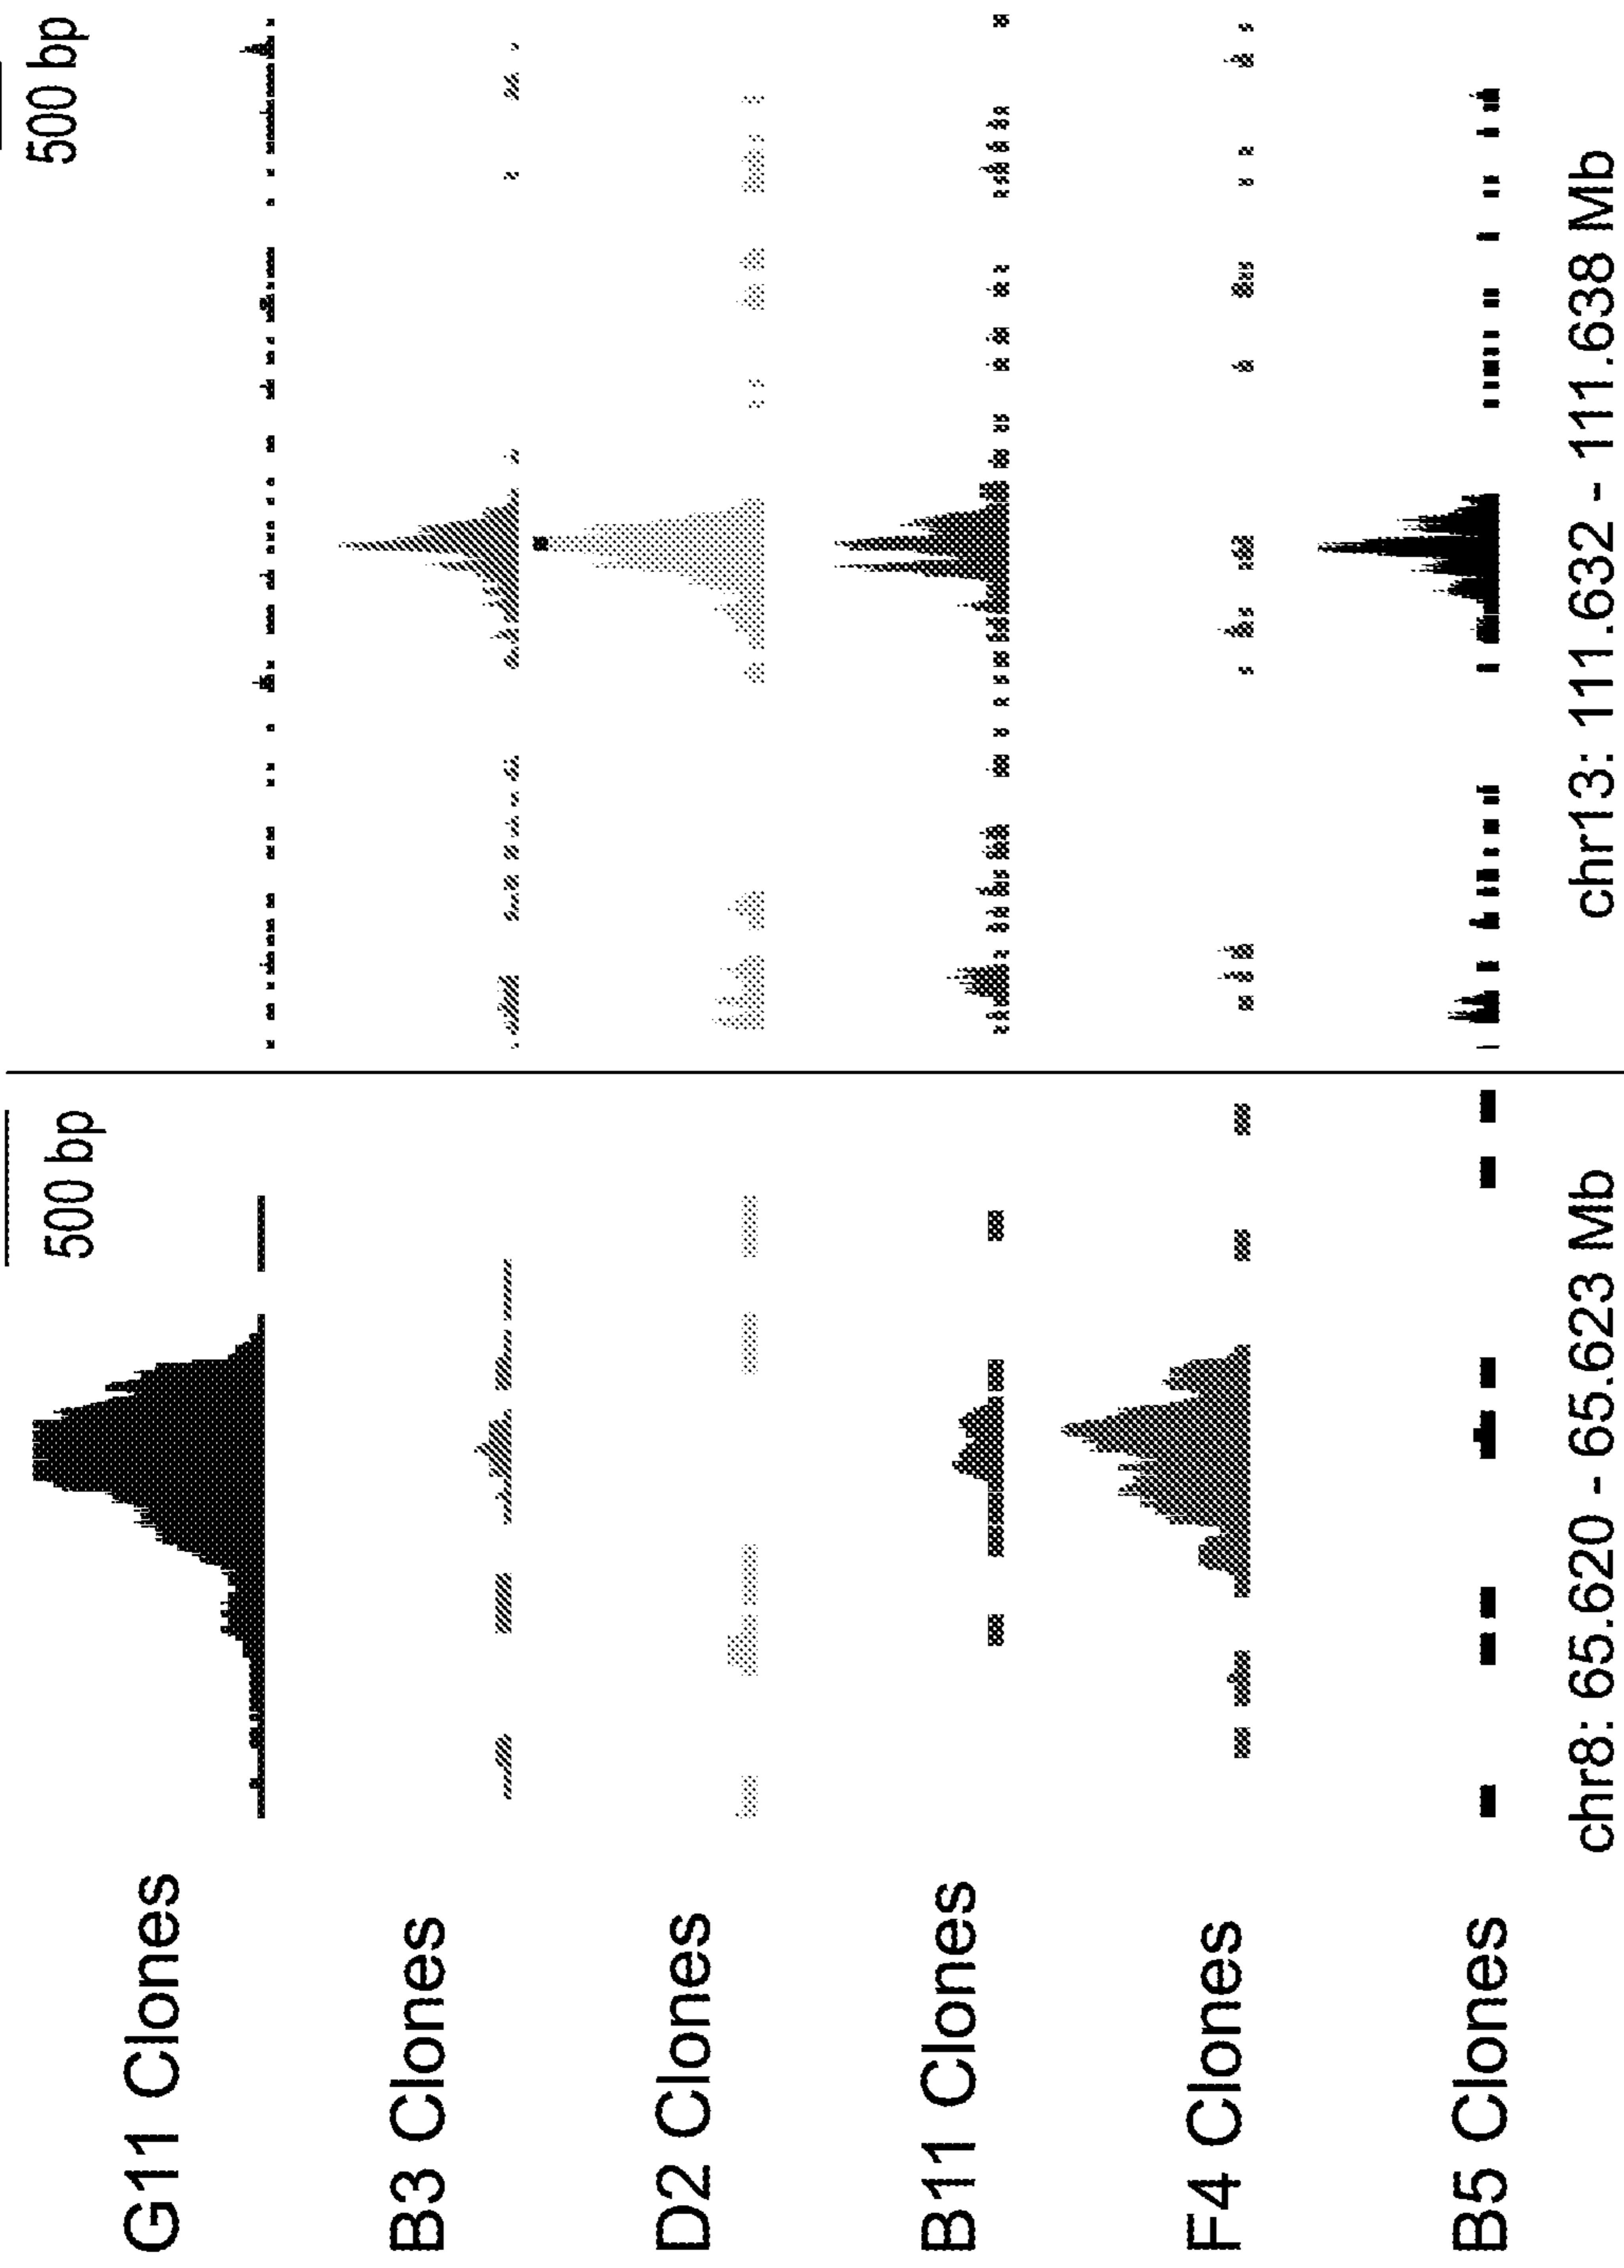 500 bp
500 bp
G11 Clones
B3 Clones
D2 Clones
B11 Clones
F4 Clones
B5 Clones
chr8: 65.620 - 65.623 Mb
chr13: 111.632 - 111.638 Mb